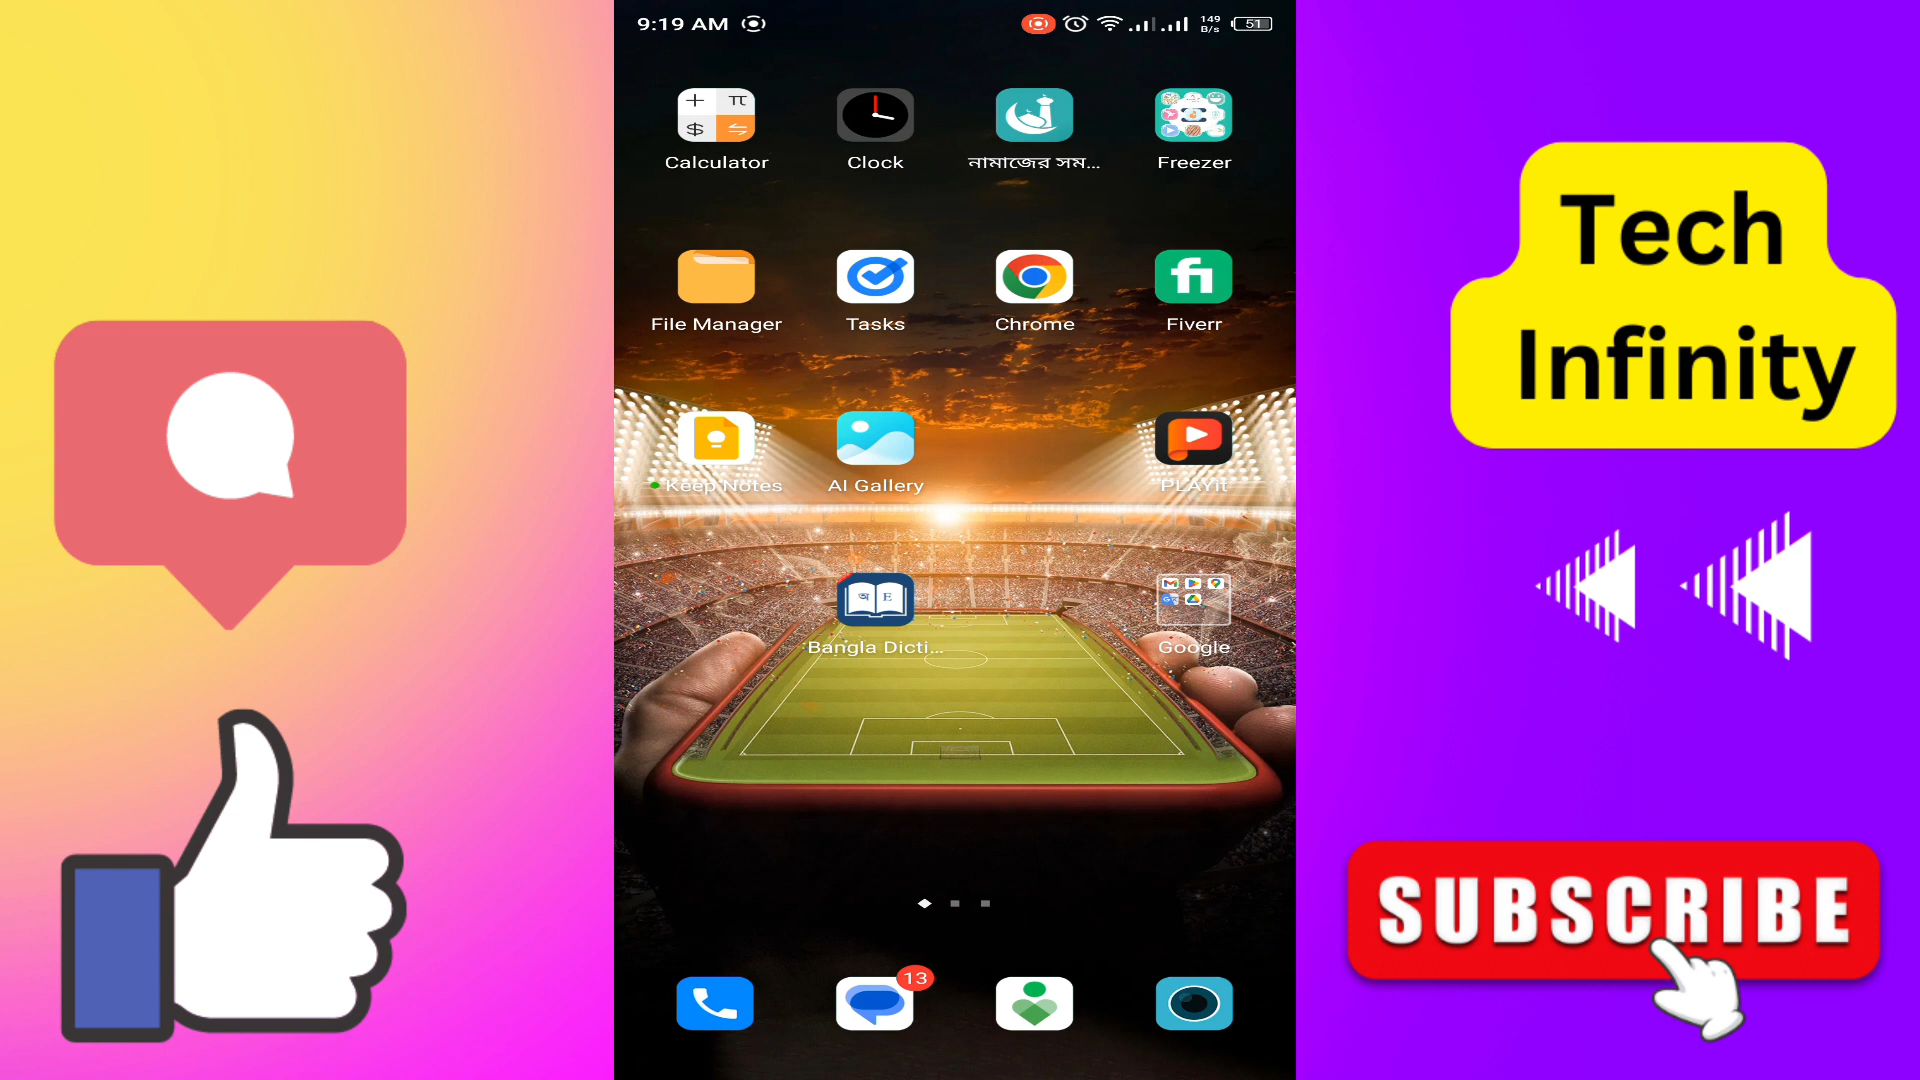 9:19 AM
149
B/s
51
+ π
$
Calculator
Clock
নামাজের সম...
Freezer
File Manager
Tasks
Chrome
fi
Fiverr
Keep Notes
AI Gallery
PLAYit
অ E
Bangla Dicti...
Google
13
Tech
Infinity
SUBSCRIBE